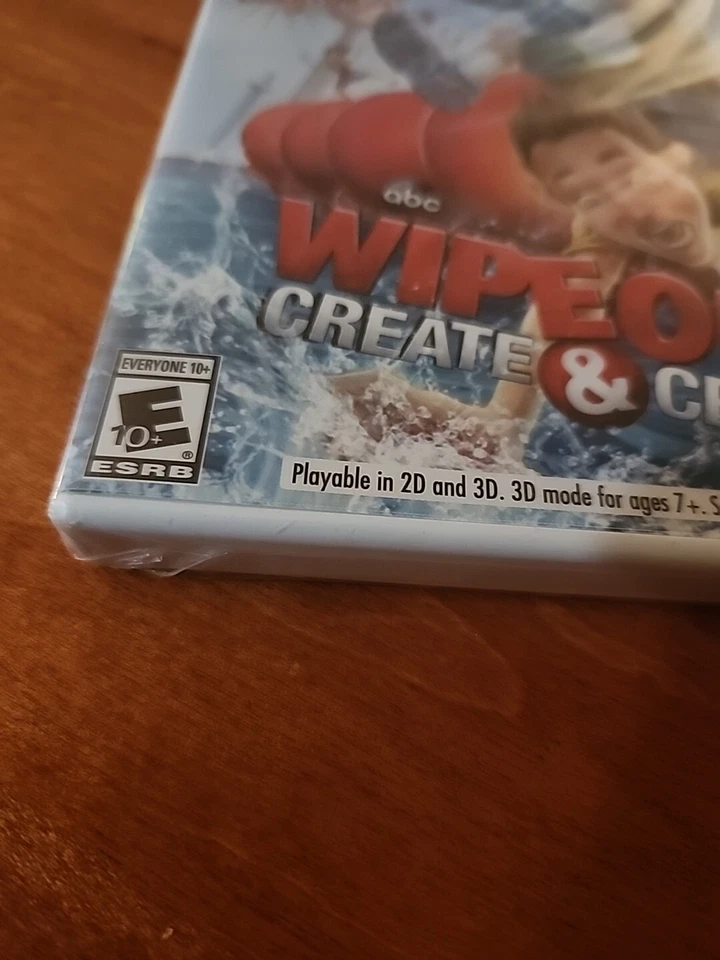 abc
WIPEO
CREATE & C
EVERYONE 10+
E
10+
®
ESRB
Playable in 2D and 3D. 3D mode for ages 7+. S